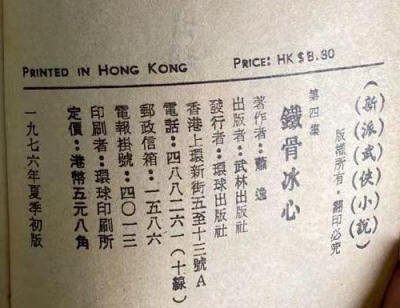 PRINTED IN HONG KONG PRICE: HK $ 5.80
(新)(派)(武)(俠)(小)(說)
版權所有・翻印必究
第四集
鐵骨冰心
著作者：蕭逸
出版者：武林出版社
發行者：環球出版社
香港上環新街五至十三號A
電話：四八八二六一(十線)
郵政信箱：一五八六
電報掛號：四〇一三
印刷者：環球印刷所
定價：港幣五元八角
一九七六年夏季初版